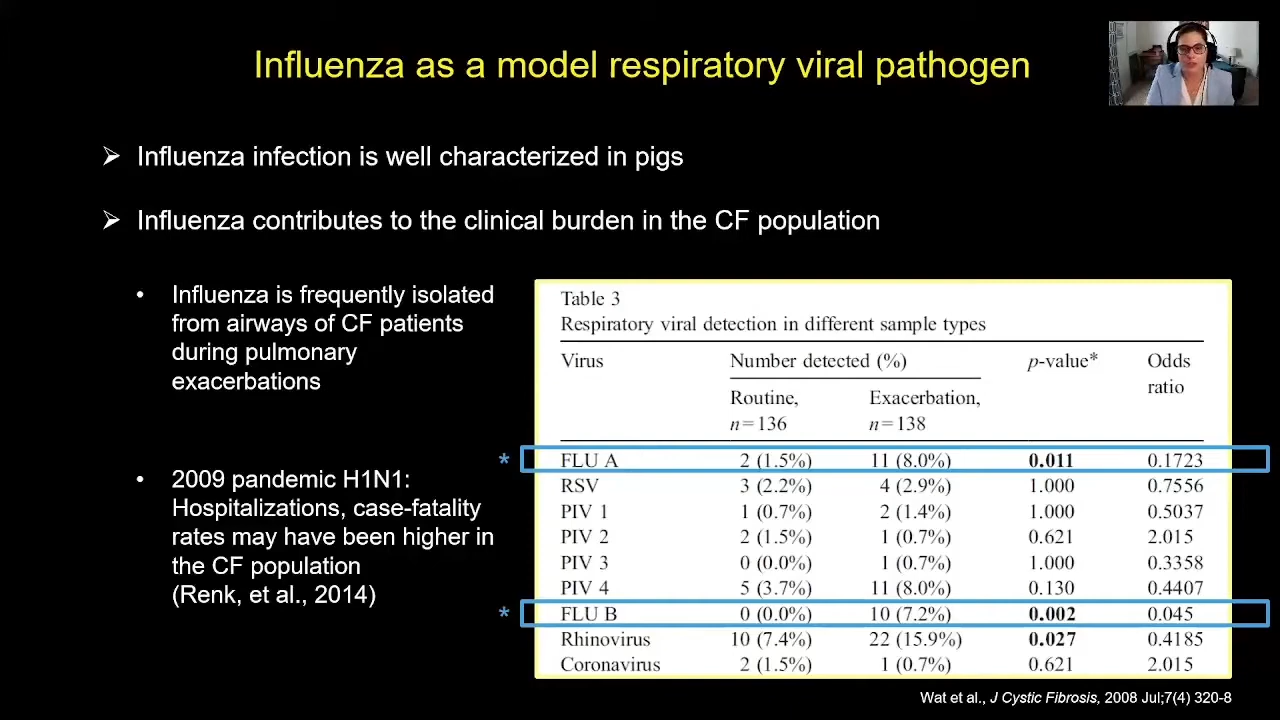 Influenza as a model respiratory viral pathogen
➢ Influenza infection is well characterized in pigs
➢ Influenza contributes to the clinical burden in the CF population
• Influenza is frequently isolated
from airways of CF patients
during pulmonary
exacerbations
• 2009 pandemic H1N1:
Hospitalizations, case-fatality
rates may have been higher in
the CF population
(Renk, et al., 2014)
Table 3
Respiratory viral detection in different sample types
Virus Number detected (%) p-value* Odds
ratio
Routine, Exacerbation,
n=136 n=138
* FLU A 2 (1.5%) 11 (8.0%) 0.011 0.1723
RSV 3 (2.2%) 4 (2.9%) 1.000 0.7556
PIV 1 1 (0.7%) 2 (1.4%) 1.000 0.5037
PIV 2 2 (1.5%) 1 (0.7%) 0.621 2.015
PIV 3 0 (0.0%) 1 (0.7%) 1.000 0.3358
PIV 4 5 (3.7%) 11 (8.0%) 0.130 0.4407
* FLU B 0 (0.0%) 10 (7.2%) 0.002 0.045
Rhinovirus 10 (7.4%) 22 (15.9%) 0.027 0.4185
Coronavirus 2 (1.5%) 1 (0.7%) 0.621 2.015
Wat et al., J Cystic Fibrosis, 2008 Jul;7(4) 320-8